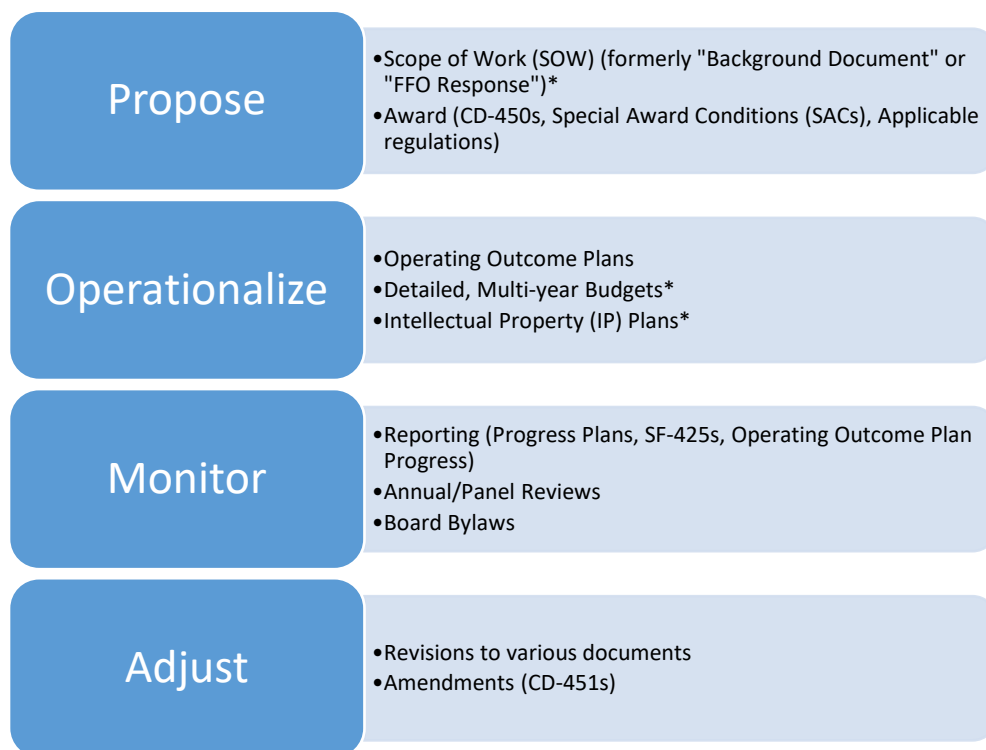 Propose
•Scope of Work (SOW) (formerly "Background Document" or
"FFO Response")*
•Award (CD-450s, Special Award Conditions (SACs), Applicable
regulations)
Operationalize
•Operating Outcome Plans
•Detailed, Multi-year Budgets*
•Intellectual Property (IP) Plans*
Monitor
•Reporting (Progress Plans, SF-425s, Operating Outcome Plan
Progress)
•Annual/Panel Reviews
•Board Bylaws
Adjust
•Revisions to various documents
•Amendments (CD-451s)